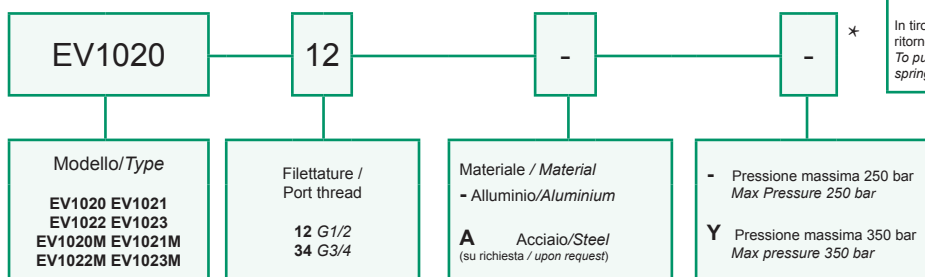 EV1020
12
-
-
*
In tiro
ritorn
To pu
spring
Modello/Type
EV1020 EV1021
EV1022 EV1023
EV1020M EV1021M
EV1022M EV1023M
Filettature /
Port thread
12 G1/2
34 G3/4
Materiale / Material
- Alluminio/Aluminium
A Acciaio/Steel
(su richiesta / upon request)
- Pressione massima 250 bar
Max Pressure 250 bar
Y Pressione massima 350 bar
Max pressure 350 bar